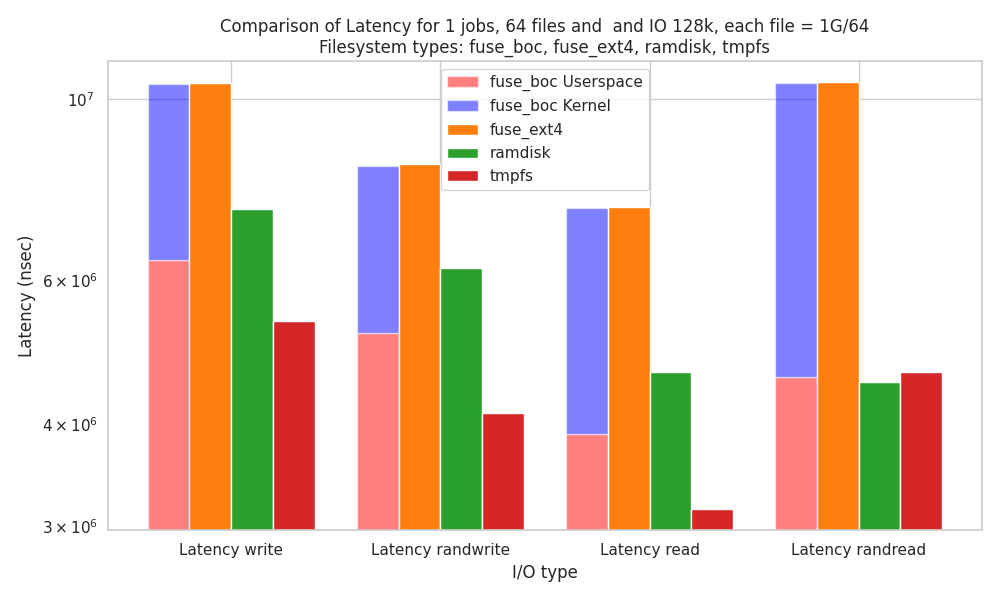 Comparison of Latency for 1 jobs, 64 files and  and IO 128k, each file = 1G/64
Filesystem types: fuse_boc, fuse_ext4, ramdisk, tmpfs
fuse_boc Userspace
fuse_boc Kernel
fuse_ext4
ramdisk
tmpfs
Latency (nsec)
10⁷
6 × 10⁶
4 × 10⁶
3 × 10⁶
Latency write
Latency randwrite
Latency read
Latency randread
I/O type